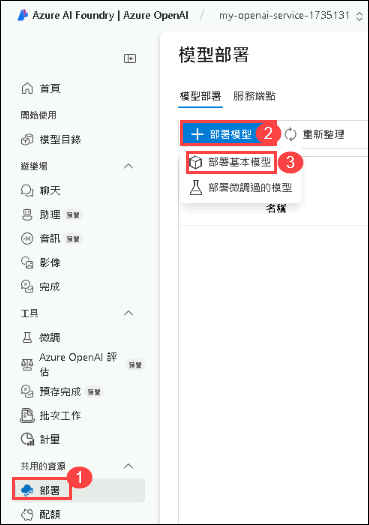 Azure AI Foundry | Azure OpenAI / my-openai-service-1735131
模型部署
首頁
開始使用
模型目錄
模型部署 服務端點
部署模型 2 重新整理
部署基本模型 3
部署微調過的模型
名稱
遊樂場
聊天
助理 預覽
音訊 預覽
影像
完成
工具
微調
Azure OpenAI 評
估 預覽
預存完成 預覽
批次工作
計量
共用的資源 1
部署
配額